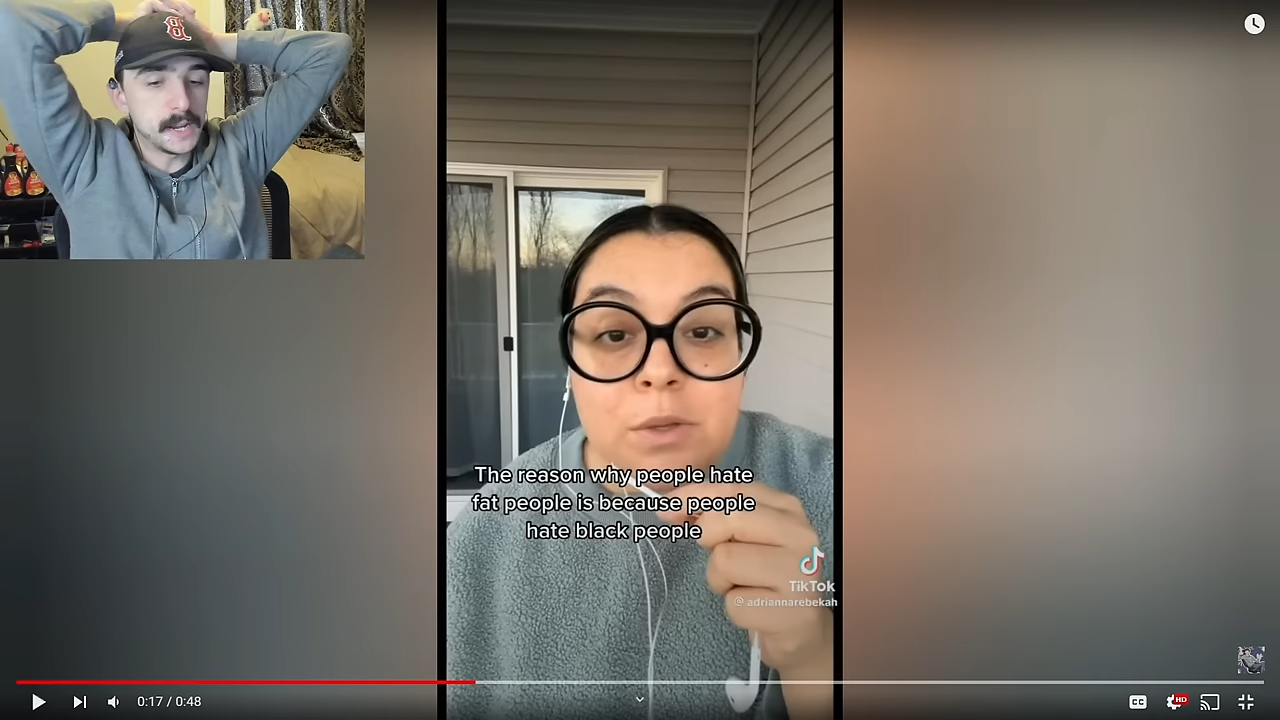 B
The reason why people hate
fat people is because people
hate black people
TikTok
@ adriannarebekah
0:17 / 0:48
CC
HD